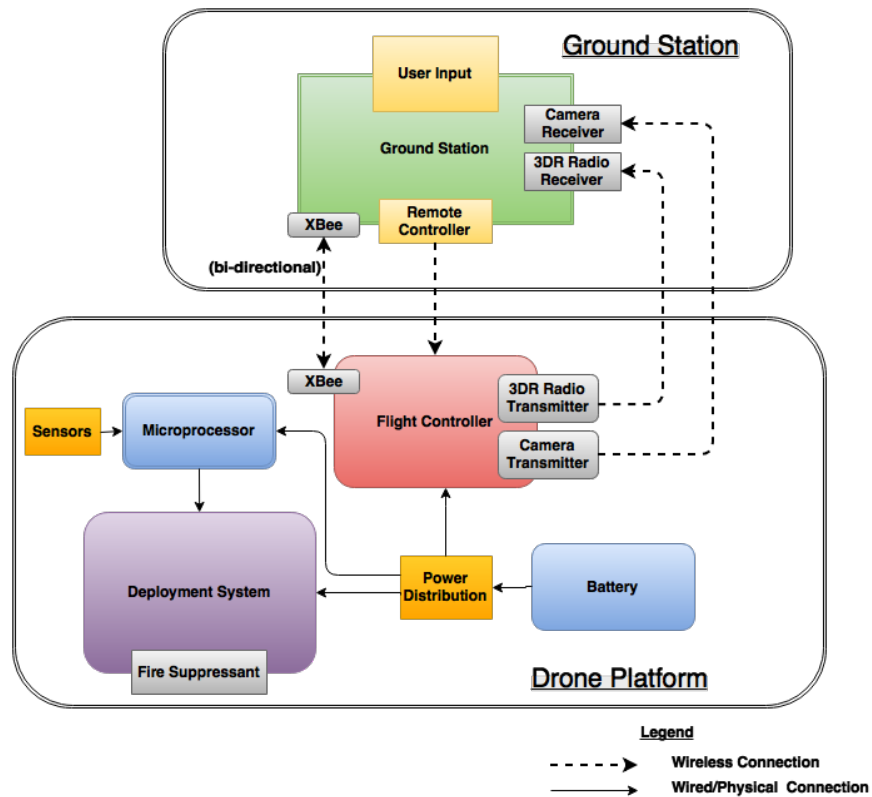 Ground Station
User Input
Camera
Receiver
Ground Station
3DR Radio
Receiver
XBee
Remote
Controller
(bi-directional)
XBee
3DR Radio
Transmitter
Flight Controller
Sensors
Microprocessor
Camera
Transmitter
Power
Distribution
Battery
Deployment System
Fire Suppressant
Drone Platform
Legend
Wireless Connection
Wired/Physical Connection